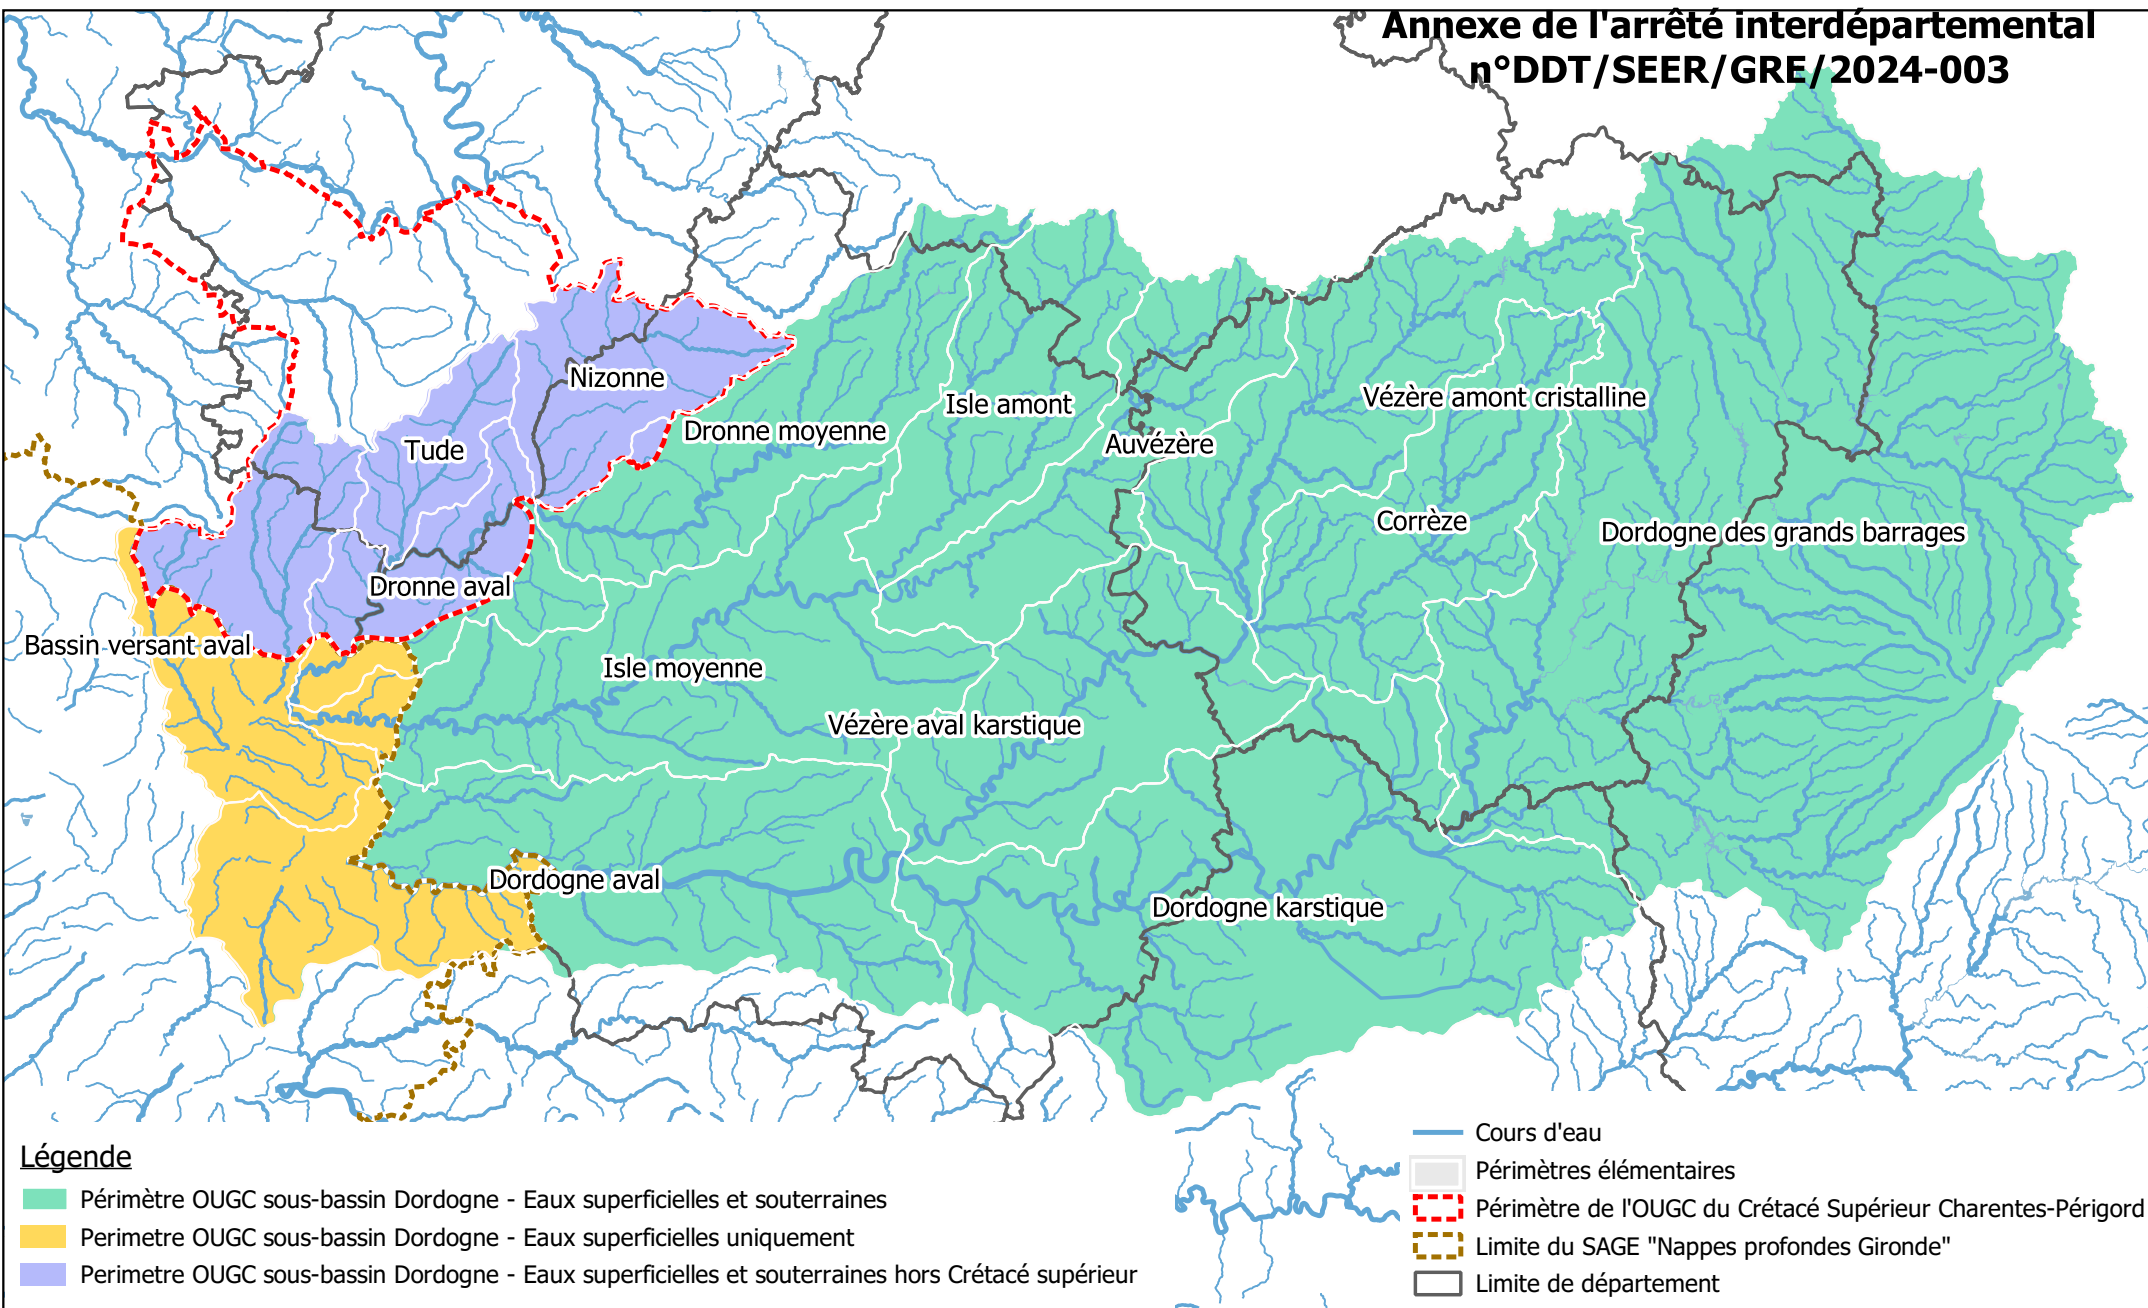 Annexe de l'arrêté interdépartemental
n°DDT/SEER/GRE/2024-003
Nizonne
Isle amont
Vézère amont cristalline
Dronne moyenne
Tude
Auvézère
Corrèze
Dordogne des grands barrages
Dronne aval
Bassin versant aval
Isle moyenne
Vézère aval karstique
Dordogne aval
Dordogne karstique
Légende
Périmètre OUGC sous-bassin Dordogne - Eaux superficielles et souterraines
Perimetre OUGC sous-bassin Dordogne - Eaux superficielles uniquement
Perimetre OUGC sous-bassin Dordogne - Eaux superficielles et souterraines hors Crétacé supérieur
Cours d'eau
Périmètres élémentaires
Périmètre de l'OUGC du Crétacé Supérieur Charentes-Périgord
Limite du SAGE "Nappes profondes Gironde"
Limite de département